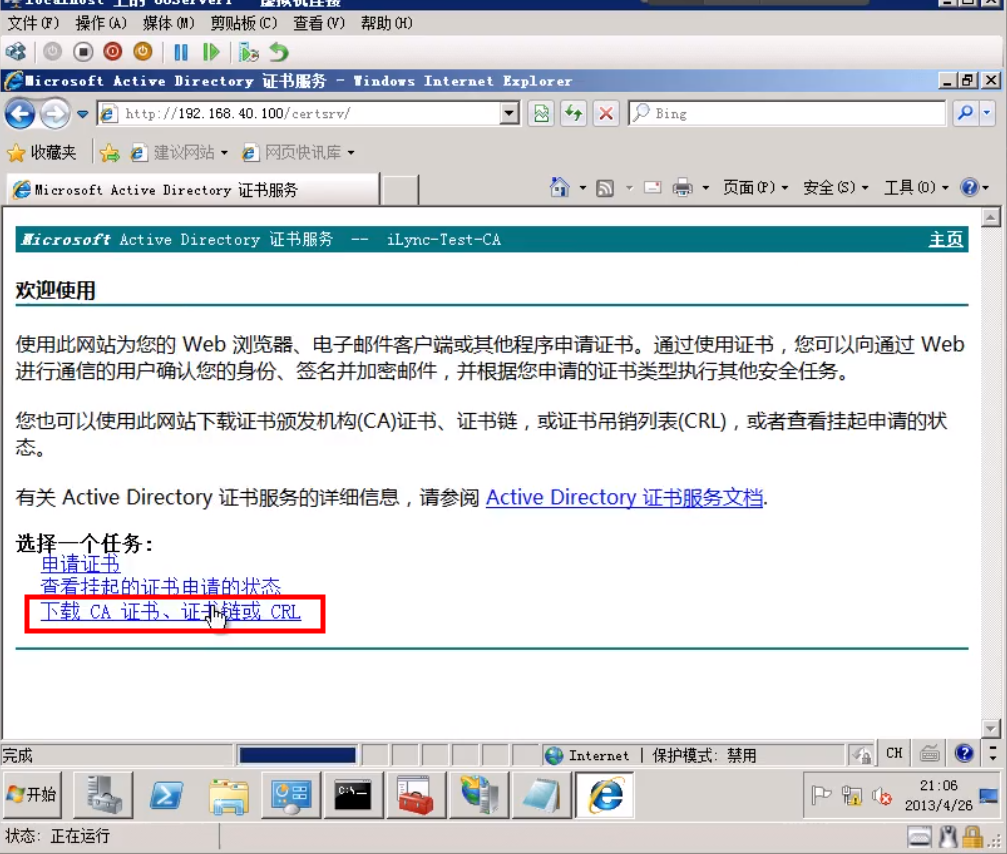 localhost 上的 OOServer1 - 虚拟机连接
文件(F) 操作(A) 媒体(M) 剪贴板(C) 查看(V) 帮助(H)
Microsoft Active Directory 证书服务 - Windows Internet Explorer
http://192.168.40.100/certsrv/ Bing
收藏夹 建议网站 网页快讯库
Microsoft Active Directory 证书服务 页面(P) 安全(S) 工具(O)
Microsoft Active Directory 证书服务 -- iLync-Test-CA 主页
欢迎使用
使用此网站为您的 Web 浏览器、电子邮件客户端或其他程序申请证书。通过使用证书，您可以向通过 Web
进行通信的用户确认您的身份、签名并加密邮件，并根据您申请的证书类型执行其他安全任务。
您也可以使用此网站下载证书颁发机构(CA)证书、证书链，或证书吊销列表(CRL)，或者查看挂起申请的状
态。
有关 Active Directory 证书服务的详细信息，请参阅 Active Directory 证书服务文档.
选择一个任务:
申请证书
查看挂起的证书申请的状态
下载 CA 证书、证书链或 CRL
完成 Internet | 保护模式: 禁用 CH
开始 C:\ 21:06
2013/4/26
状态: 正在运行